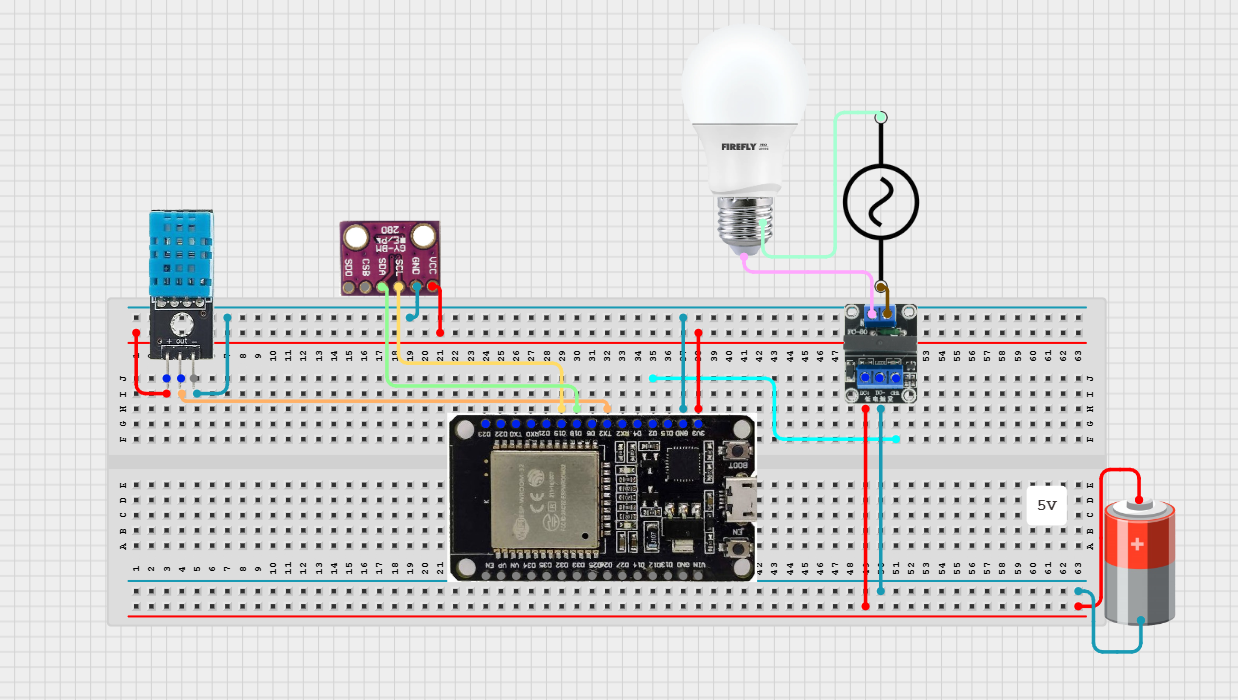 FIREFLY
280
GY-BM
ME/PL
SDO
CSB
SDA
SCL
GND
VCC
+ out −
1 2 3 4 5 6 7 8 9 10 11 12 13 14 15 16 17 18 19 20 21 22 23 24 25 26 27 28 29 30 31 32 33 34 35 36 37 38 39 40 41 42 43 44 45 46 47 53 54 55 56 57 58 59 60 61 62 63
J J
I I
H H
G G
F F
D23 D22 TX0 RX0 D21 D19 D18 D5 TX2 RX2 D4 D2 D15 GND 3V3
BOOT
EN
E E
D D
C C
B B
A A
5V
+
EN VP VN D34 D35 D32 D33 D27 D14 D12 D13 GND VIN
1 2 3 4 5 6 7 8 9 10 11 12 13 14 15 16 17 18 19 20 21 42 43 44 45 46 47 48 49 50 51 52 53 54 55 56 57 58 59 60 61 62 63